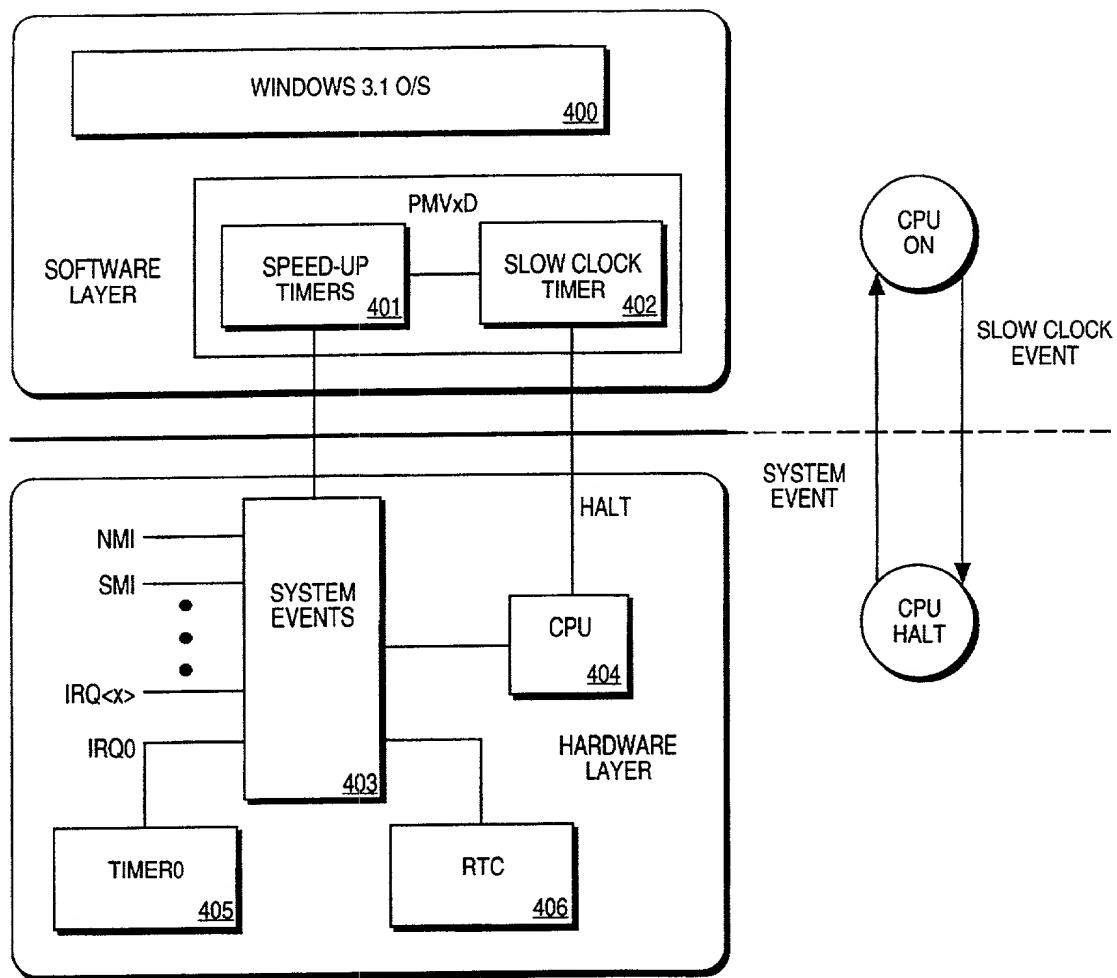 WINDOWS 3.1 O/S
400
PMVxD
SOFTWARE
LAYER
SPEED-UP
TIMERS
401
SLOW CLOCK
TIMER
402
CPU
ON
SLOW CLOCK
EVENT
SYSTEM
EVENT
CPU
HALT
HALT
NMI
SMI
IRQ<x>
IRQ0
SYSTEM
EVENTS
403
CPU
404
HARDWARE
LAYER
TIMER0
405
RTC
406